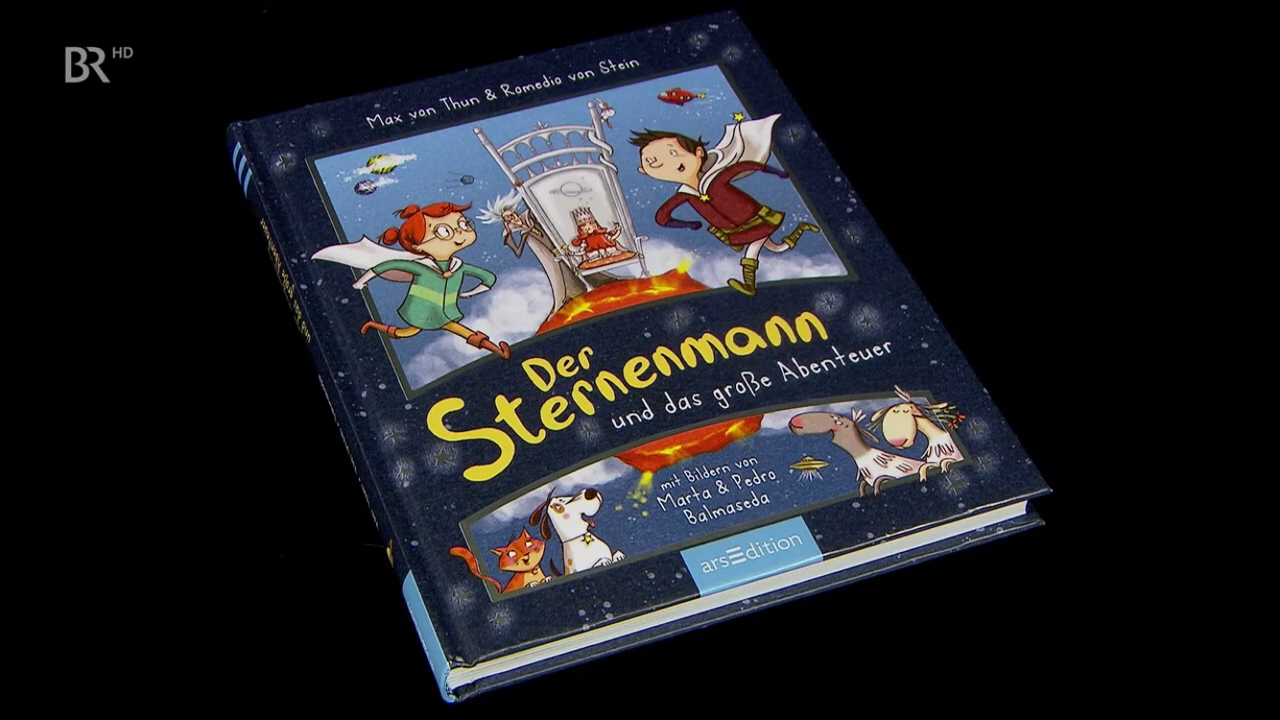 BR HD
Max von Thun & Romedio von Stein
Der
Sternenmann
und das große Abenteuer
mit Bildern von
Marta & Pedro
Balmaseda
arsEdition